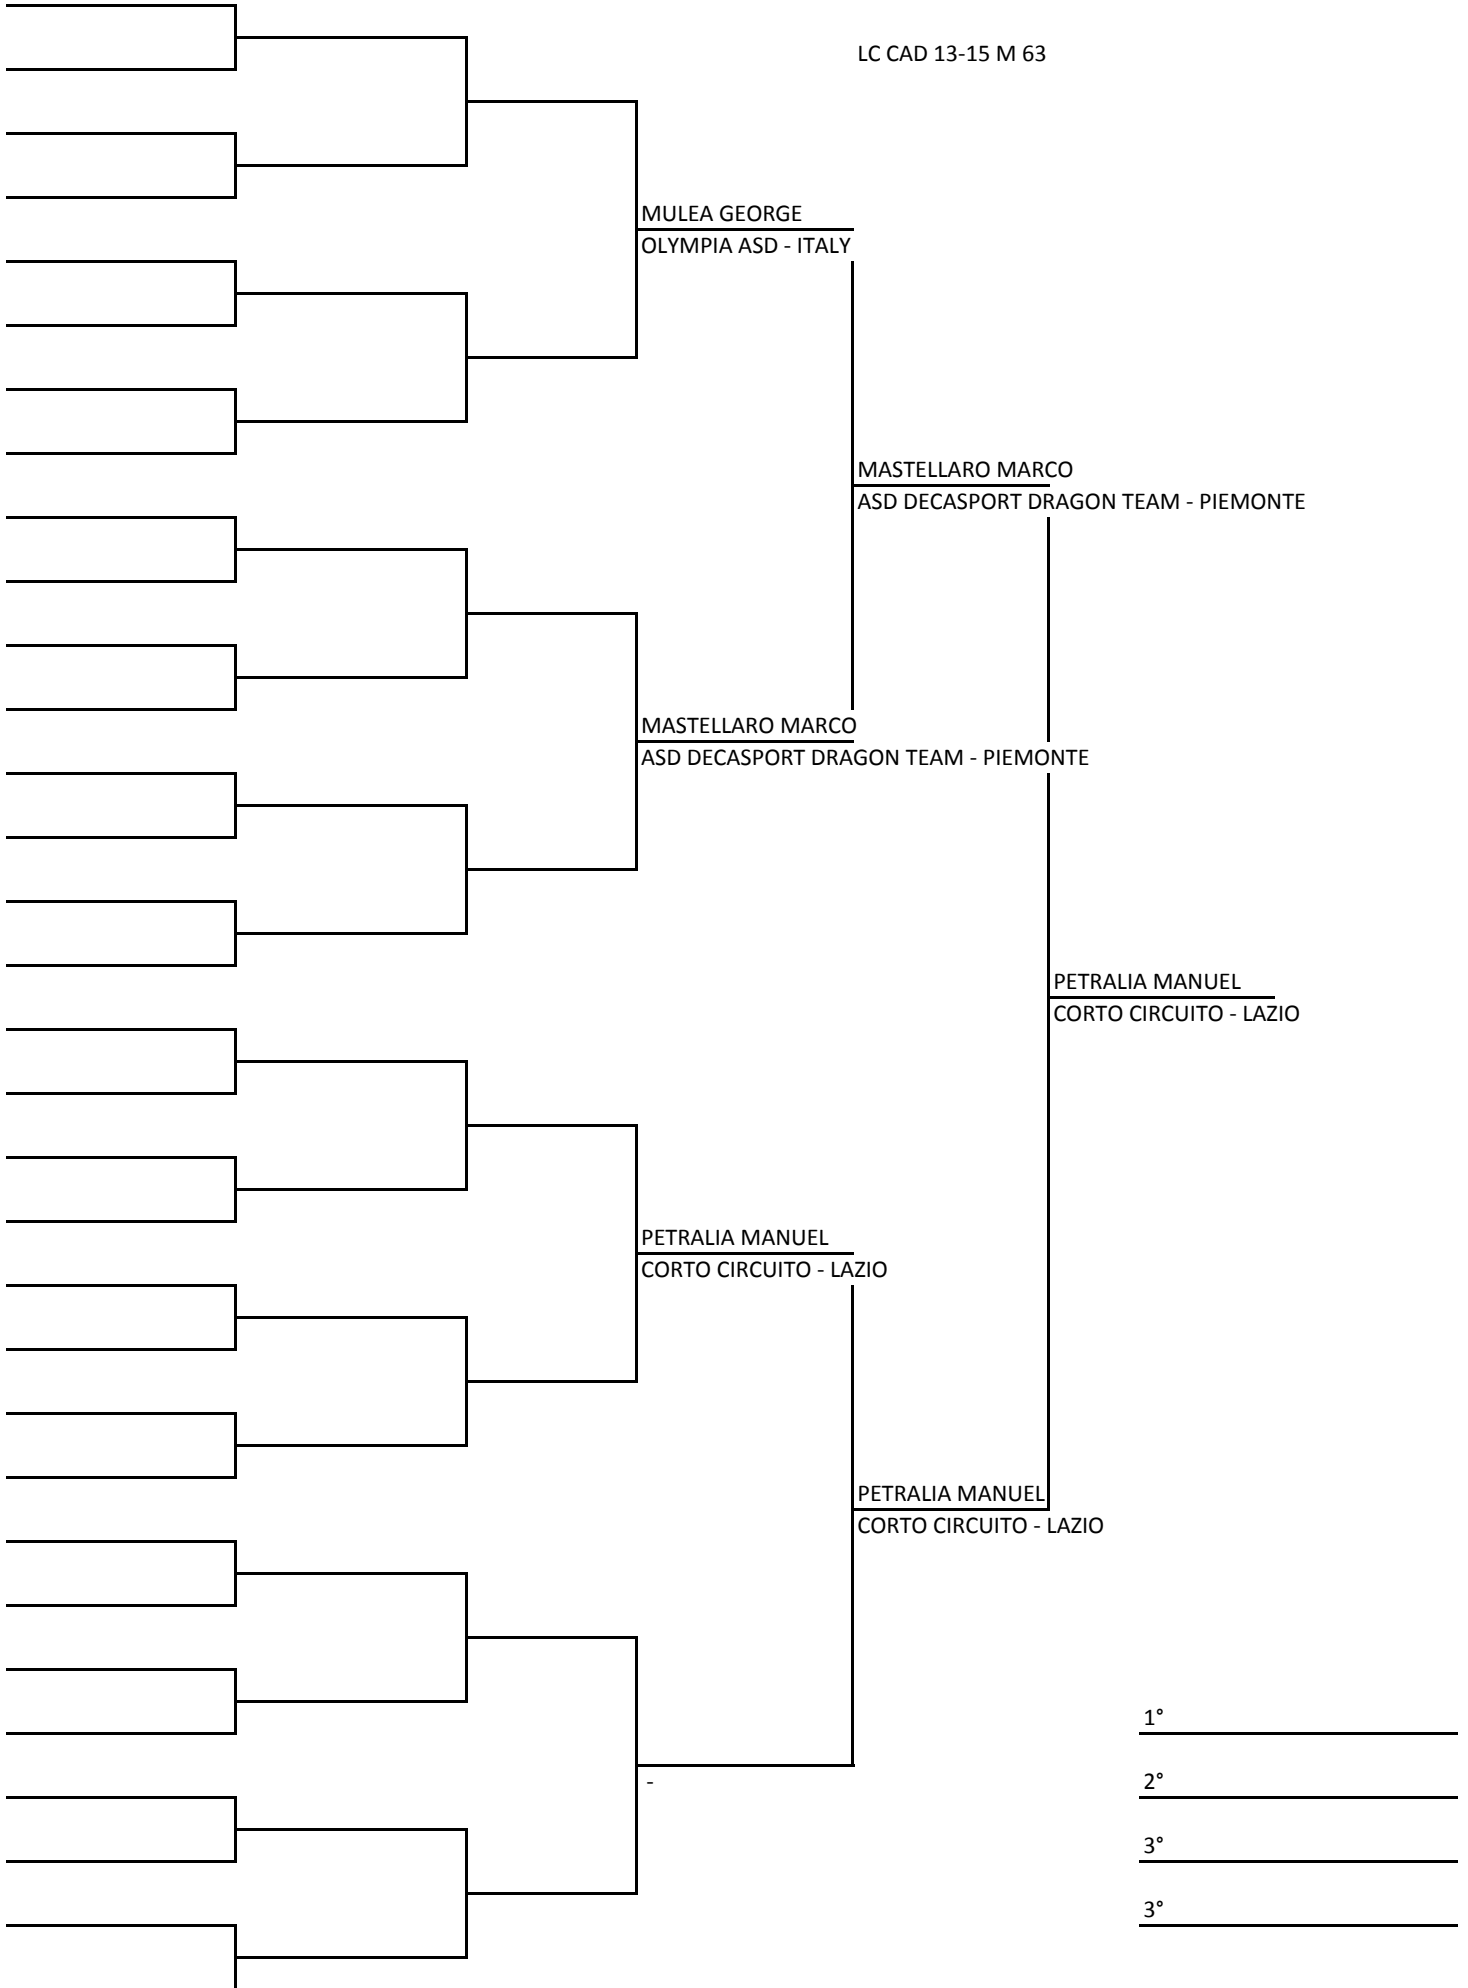 LC CAD 13-15 M 63
MULEA GEORGE
OLYMPIA ASD - ITALY
MASTELLARO MARCO
ASD DECASPORT DRAGON TEAM - PIEMONTE
MASTELLARO MARCO
ASD DECASPORT DRAGON TEAM - PIEMONTE
PETRALIA MANUEL
CORTO CIRCUITO - LAZIO
PETRALIA MANUEL
CORTO CIRCUITO - LAZIO
PETRALIA MANUEL
CORTO CIRCUITO - LAZIO
1°
-
2°
3°
3°